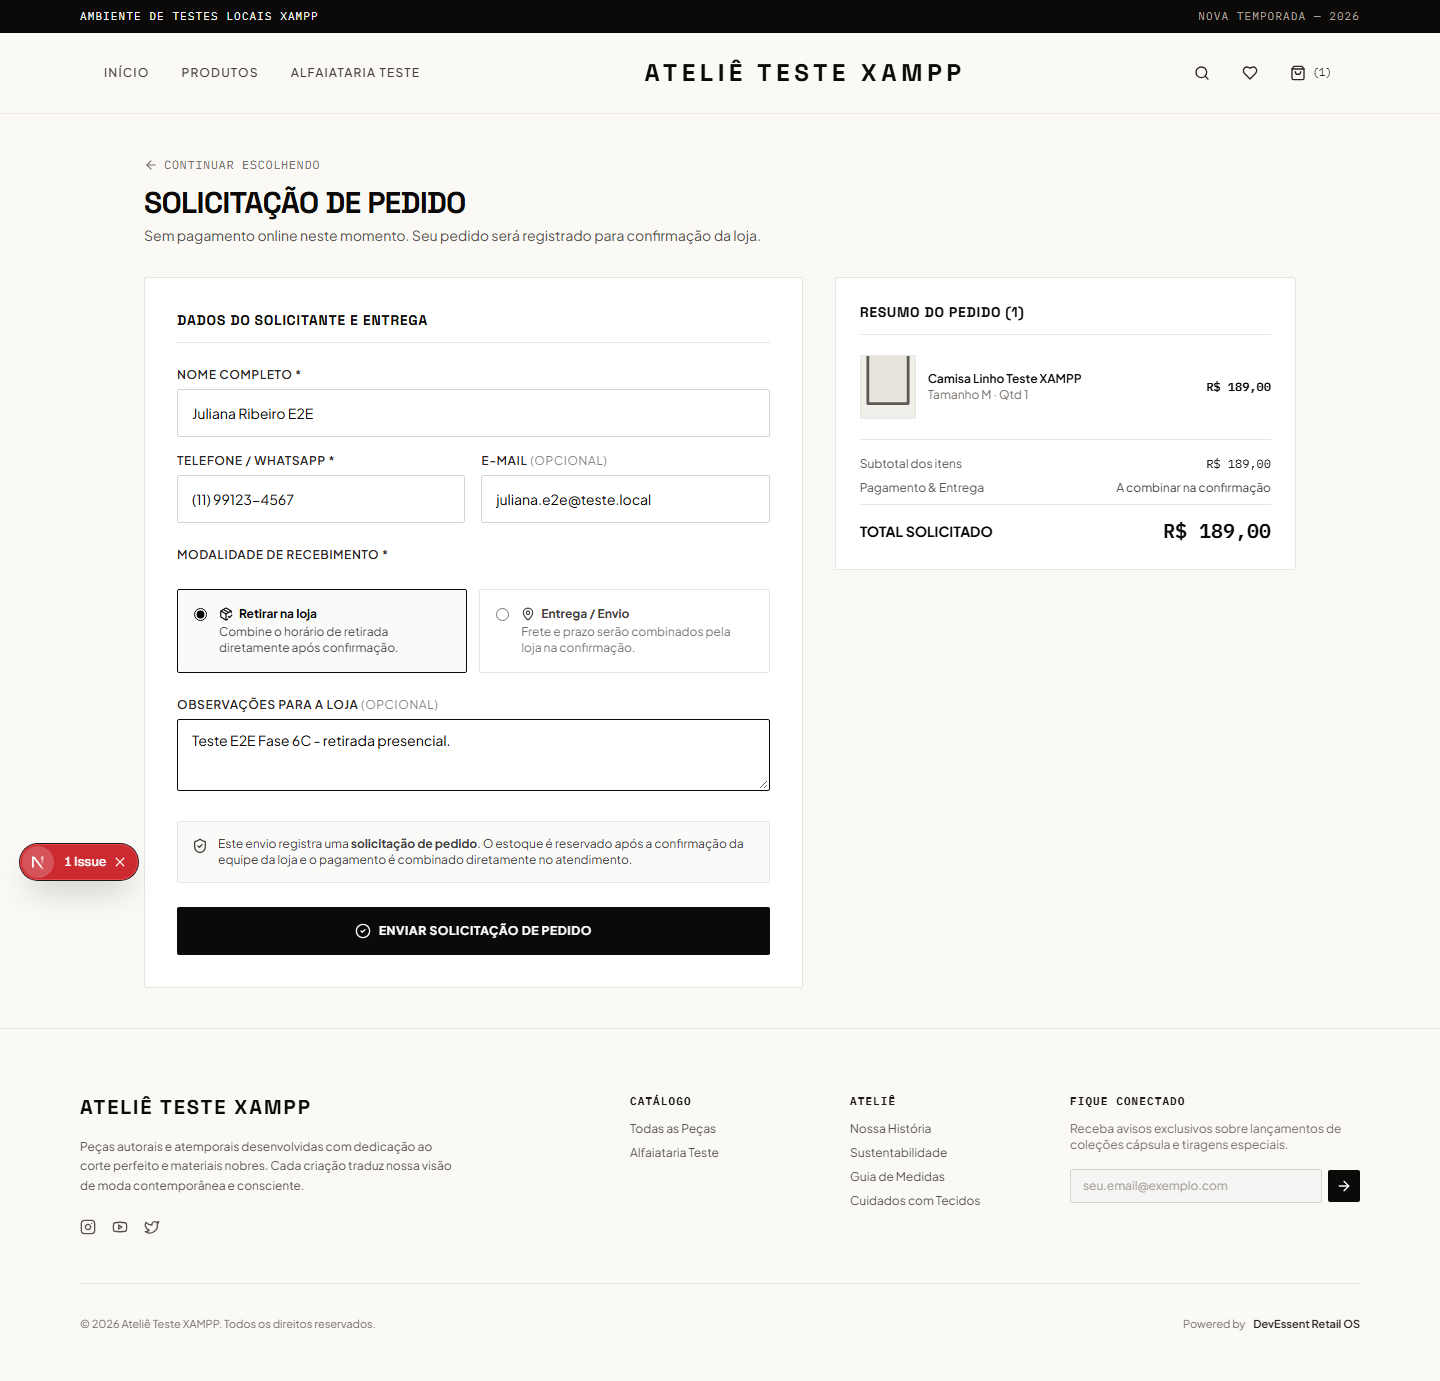 AMBIENTE DE TESTES LOCAIS XAMPP
NOVA TEMPORADA — 2026
INÍCIO
PRODUTOS
ALFAIATARIA TESTE
ATELIÊ TESTE XAMPP
(1)
CONTINUAR ESCOLHENDO
SOLICITAÇÃO DE PEDIDO
Sem pagamento online neste momento. Seu pedido será registrado para confirmação da loja.
DADOS DO SOLICITANTE E ENTREGA
NOME COMPLETO *
Juliana Ribeiro E2E
TELEFONE / WHATSAPP *
E-MAIL (OPCIONAL)
(11) 99123-4567
juliana.e2e@teste.local
MODALIDADE DE RECEBIMENTO *
Retirar na loja
Combine o horário de retirada
diretamente após confirmação.
Entrega / Envio
Frete e prazo serão combinados pela
loja na confirmação.
OBSERVAÇÕES PARA A LOJA (OPCIONAL)
Teste E2E Fase 6C - retirada presencial.
Este envio registra uma solicitação de pedido. O estoque é reservado após a confirmação da
equipe da loja e o pagamento é combinado diretamente no atendimento.
ENVIAR SOLICITAÇÃO DE PEDIDO
RESUMO DO PEDIDO (1)
Camisa Linho Teste XAMPP
Tamanho M · Qtd 1
R$ 189,00
Subtotal dos itens
R$ 189,00
Pagamento & Entrega
A combinar na confirmação
TOTAL SOLICITADO
R$ 189,00
N
1 Issue
ATELIÊ TESTE XAMPP
Peças autorais e atemporais desenvolvidas com dedicação ao
corte perfeito e materiais nobres. Cada criação traduz nossa visão
de moda contemporânea e consciente.
CATÁLOGO
Todas as Peças
Alfaiataria Teste
ATELIÊ
Nossa História
Sustentabilidade
Guia de Medidas
Cuidados com Tecidos
FIQUE CONECTADO
Receba avisos exclusivos sobre lançamentos de
coleções cápsula e tiragens especiais.
seu.email@exemplo.com
© 2026 Ateliê Teste XAMPP. Todos os direitos reservados.
Powered by DevEssent Retail OS